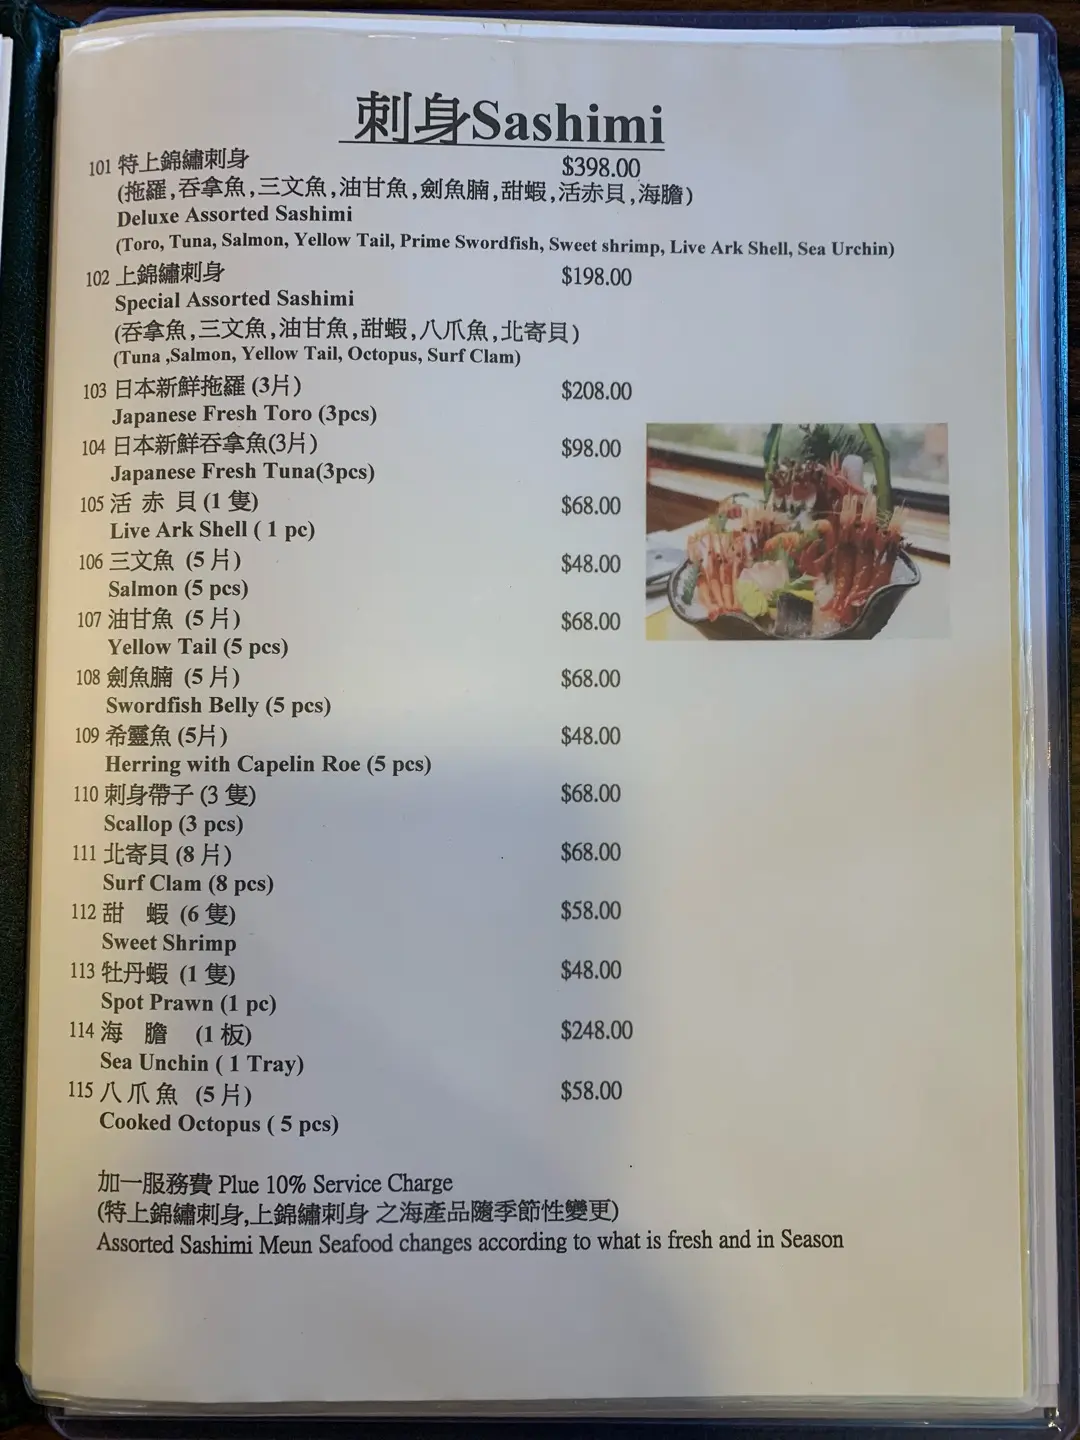 刺身Sashimi
101 特上錦繡刺身 $398.00
(拖羅,吞拿魚,三文魚,油甘魚,劍魚腩,甜蝦,活赤貝,海膽)
Deluxe Assorted Sashimi
(Toro, Tuna, Salmon, Yellow Tail, Prime Swordfish, Sweet shrimp, Live Ark Shell, Sea Urchin)
102 上錦繡刺身 $198.00
Special Assorted Sashimi
(吞拿魚,三文魚,油甘魚,甜蝦,八爪魚,北寄貝)
(Tuna ,Salmon, Yellow Tail, Octopus, Surf Clam)
103 日本新鮮拖羅 (3片) $208.00
Japanese Fresh Toro (3pcs)
104 日本新鮮吞拿魚(3片) $98.00
Japanese Fresh Tuna(3pcs)
105 活 赤 貝 (1 隻) $68.00
Live Ark Shell ( 1 pc)
106 三文魚 (5 片) $48.00
Salmon (5 pcs)
107 油甘魚 (5 片) $68.00
Yellow Tail (5 pcs)
108 劍魚腩 (5 片) $68.00
Swordfish Belly (5 pcs)
109 希靈魚 (5片) $48.00
Herring with Capelin Roe (5 pcs)
110 刺身帶子 (3 隻) $68.00
Scallop (3 pcs)
111 北寄貝 (8 片) $68.00
Surf Clam (8 pcs)
112 甜 蝦 (6 隻) $58.00
Sweet Shrimp
113 牡丹蝦 (1 隻) $48.00
Spot Prawn (1 pc)
114 海 膽 (1 板) $248.00
Sea Unchin ( 1 Tray)
115 八 爪 魚 (5 片) $58.00
Cooked Octopus ( 5 pcs)
加一服務費 Plue 10% Service Charge
(特上錦繡刺身,上錦繡刺身 之海產品隨季節性變更)
Assorted Sashimi Meun Seafood changes according to what is fresh and in Season